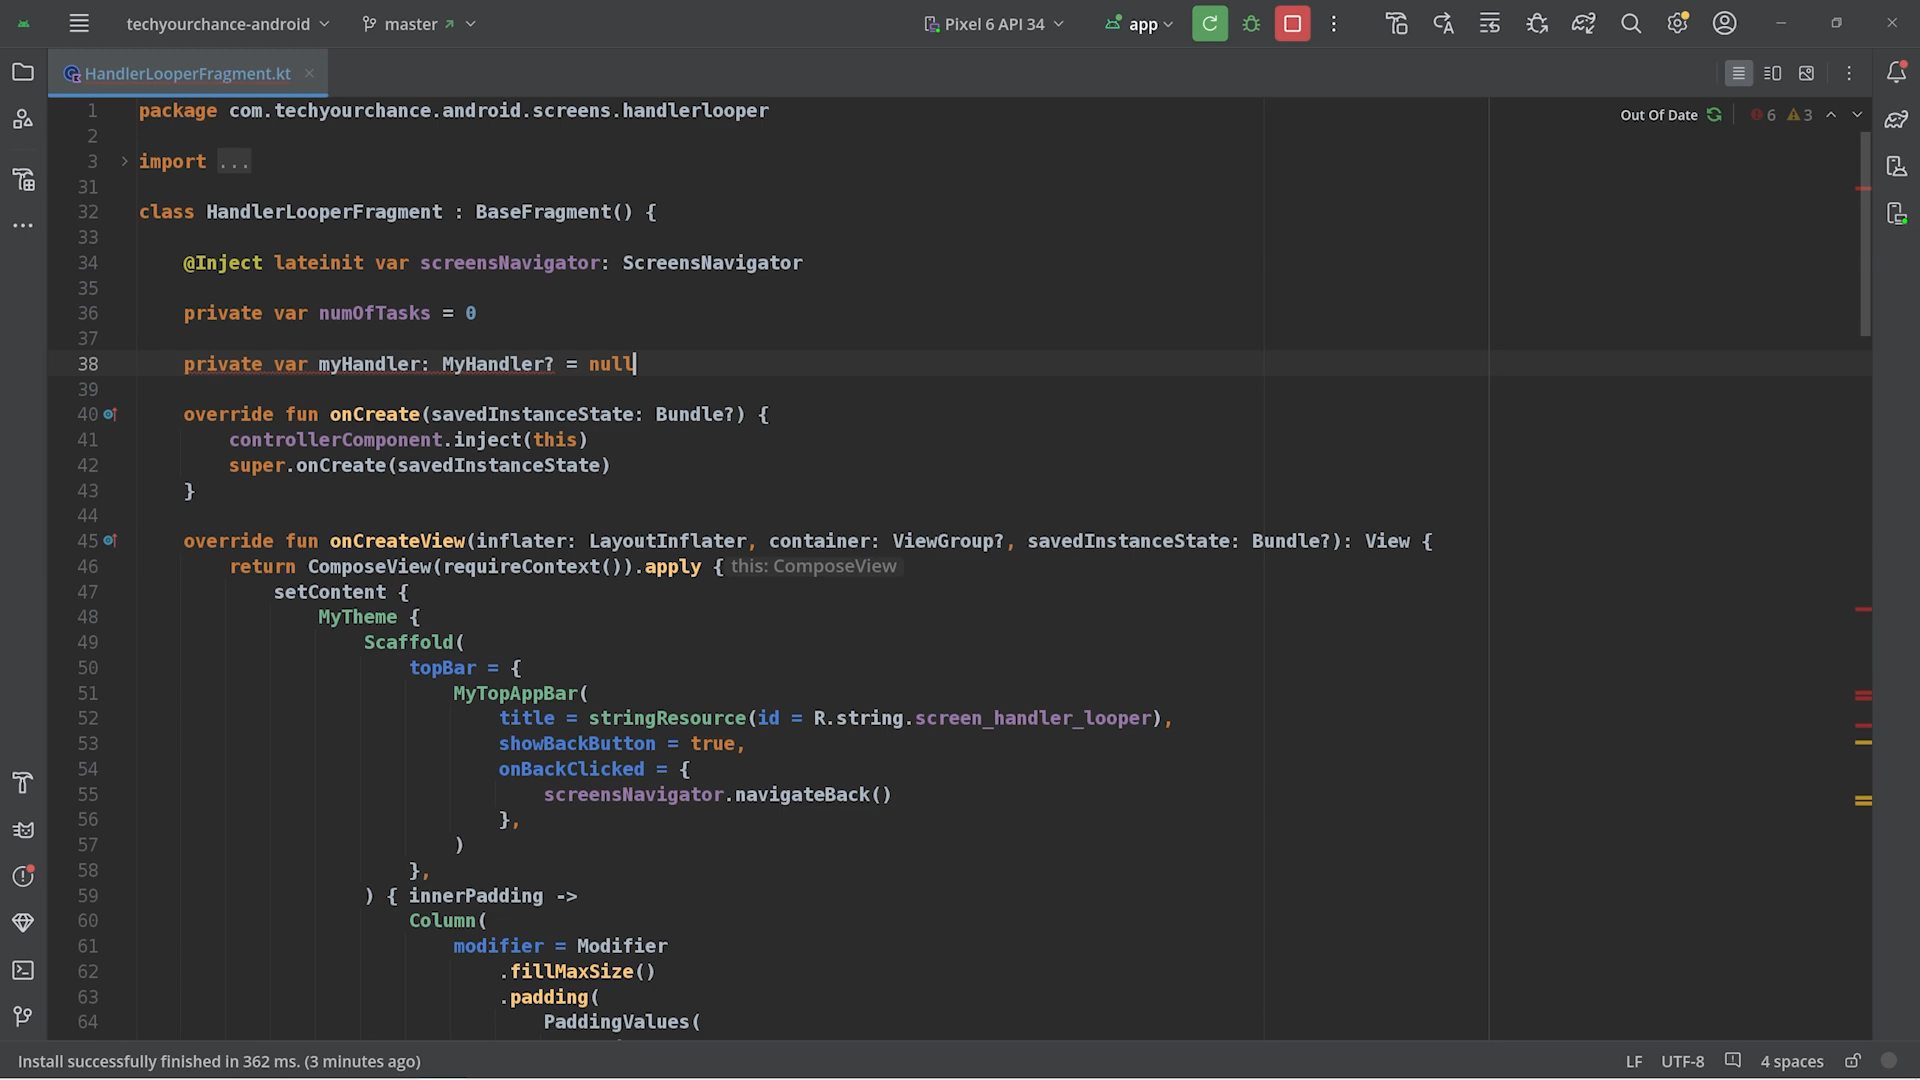 techyourchance-android
master
Pixel 6 API 34
app
HandlerLooperFragment.kt
Out Of Date
6
3
1 package com.techyourchance.android.screens.handlerlooper
2
3 import ...
31
32 class HandlerLooperFragment : BaseFragment() {
33
34 @Inject lateinit var screensNavigator: ScreensNavigator
35
36 private var numOfTasks = 0
37
38 private var myHandler: MyHandler? = null
39
40 override fun onCreate(savedInstanceState: Bundle?) {
41 controllerComponent.inject(this)
42 super.onCreate(savedInstanceState)
43 }
44
45 override fun onCreateView(inflater: LayoutInflater, container: ViewGroup?, savedInstanceState: Bundle?): View {
46 return ComposeView(requireContext()).apply { this: ComposeView
47 setContent {
48 MyTheme {
49 Scaffold(
50 topBar = {
51 MyTopAppBar(
52 title = stringResource(id = R.string.screen_handler_looper),
53 showBackButton = true,
54 onBackClicked = {
55 screensNavigator.navigateBack()
56 },
57 )
58 },
59 ) { innerPadding ->
60 Column(
61 modifier = Modifier
62 .fillMaxSize()
63 .padding(
64 PaddingValues(
Install successfully finished in 362 ms. (3 minutes ago)
LF
UTF-8
4 spaces